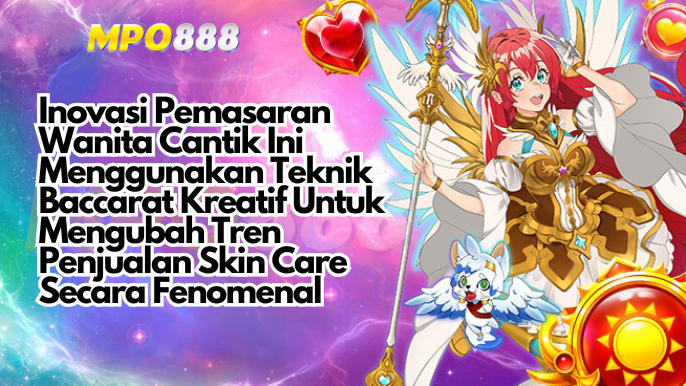 MPO888
Inovasi Pemasaran
Wanita Cantik Ini
Menggunakan Teknik
Baccarat Kreatif Untuk
Mengubah Tren
Penjualan Skin Care
Secara Fenomenal